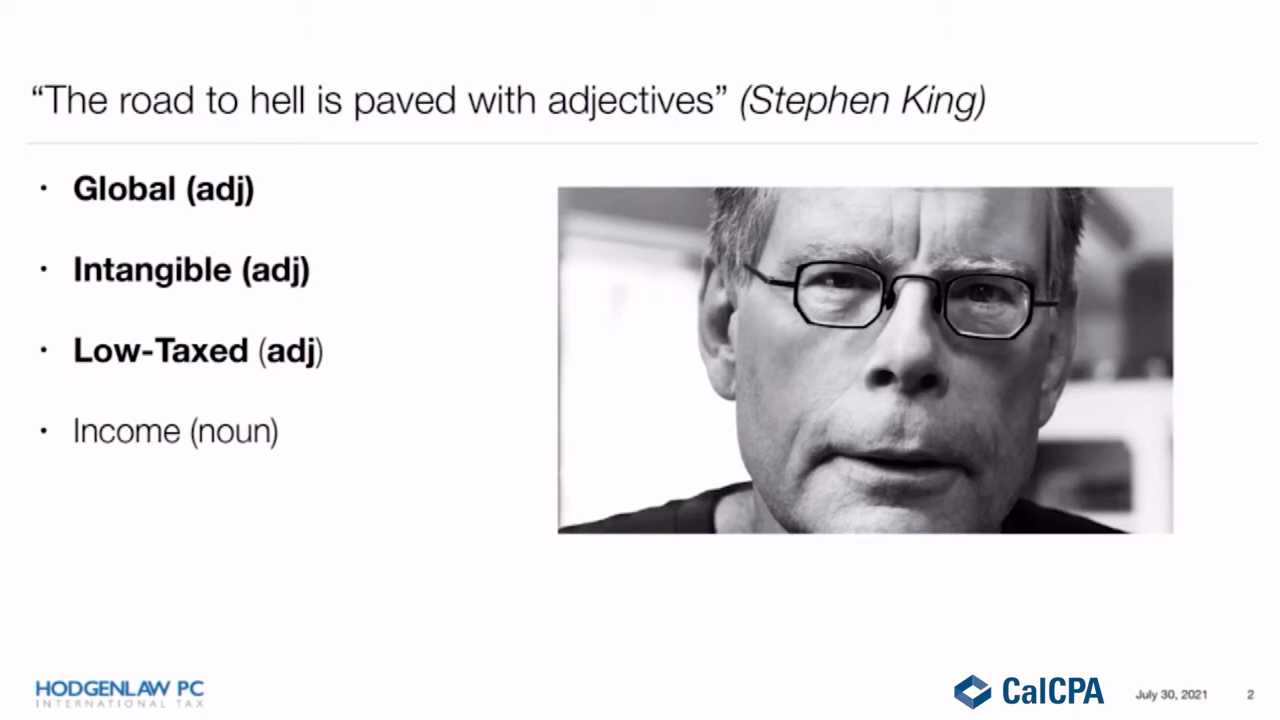 “The road to hell is paved with adjectives” (Stephen King)
• Global (adj)
• Intangible (adj)
• Low-Taxed (adj)
• Income (noun)
HODGENLAW PC
INTERNATIONAL TAX
CalCPA
July 30, 2021
2